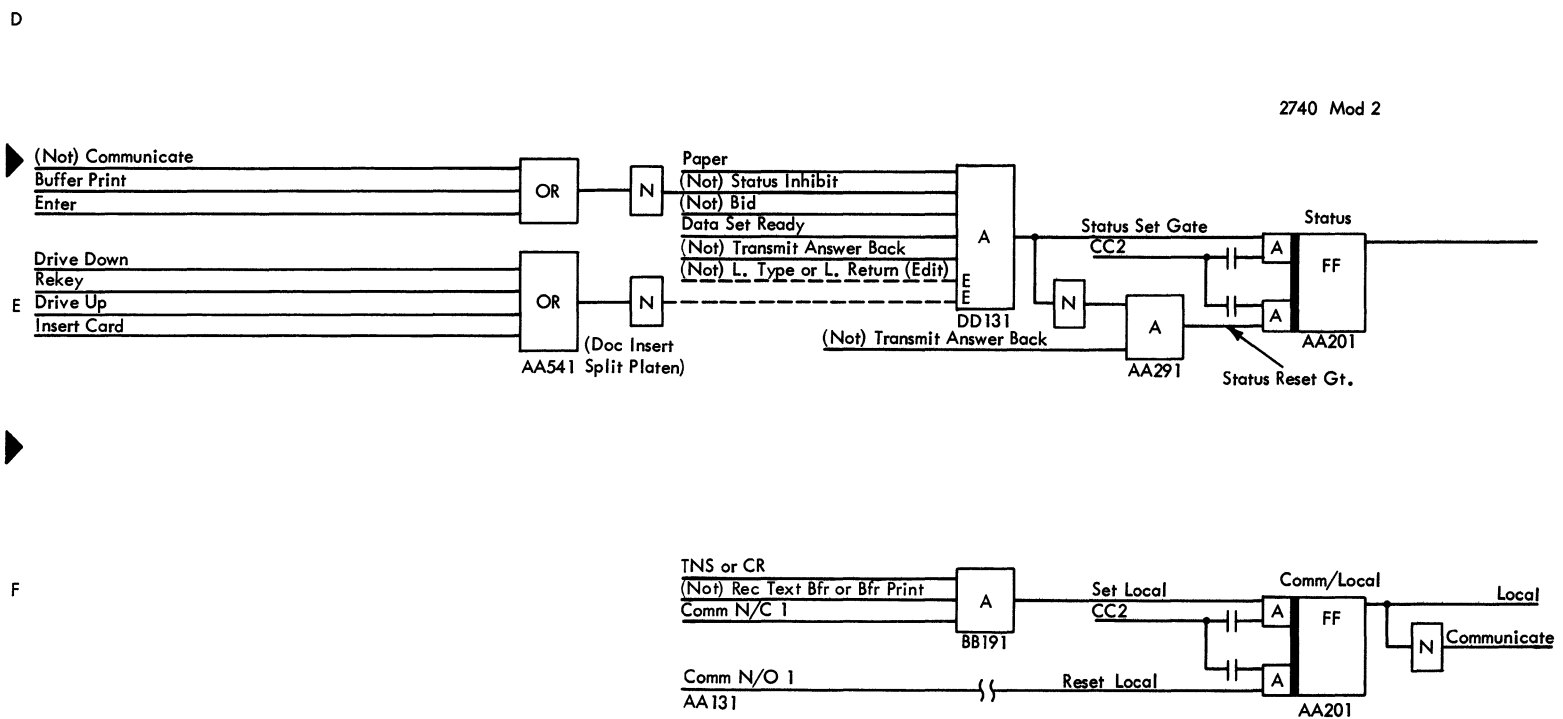 D
2740 Mod 2
(Not) Communicate
Buffer Print
Enter
OR
N
Paper
(Not) Status Inhibit
(Not) Bid
Data Set Ready
(Not) Transmit Answer Back
(Not) L. Type or L. Return (Edit)
E
E
A
DD131
Status Set Gate
CC2
Status
A
FF
A
AA201
E
Drive Down
Rekey
Drive Up
Insert Card
OR
AA541
N
(Doc Insert
Split Platen)
N
(Not) Transmit Answer Back
A
AA291
Status Reset Gt.
F
TNS or CR
(Not) Rec Text Bfr or Bfr Print
Comm N/C 1
A
BB191
Set Local
CC2
Comm/Local
A
FF
A
AA201
Local
N
Communicate
Comm N/O 1
AA131
Reset Local